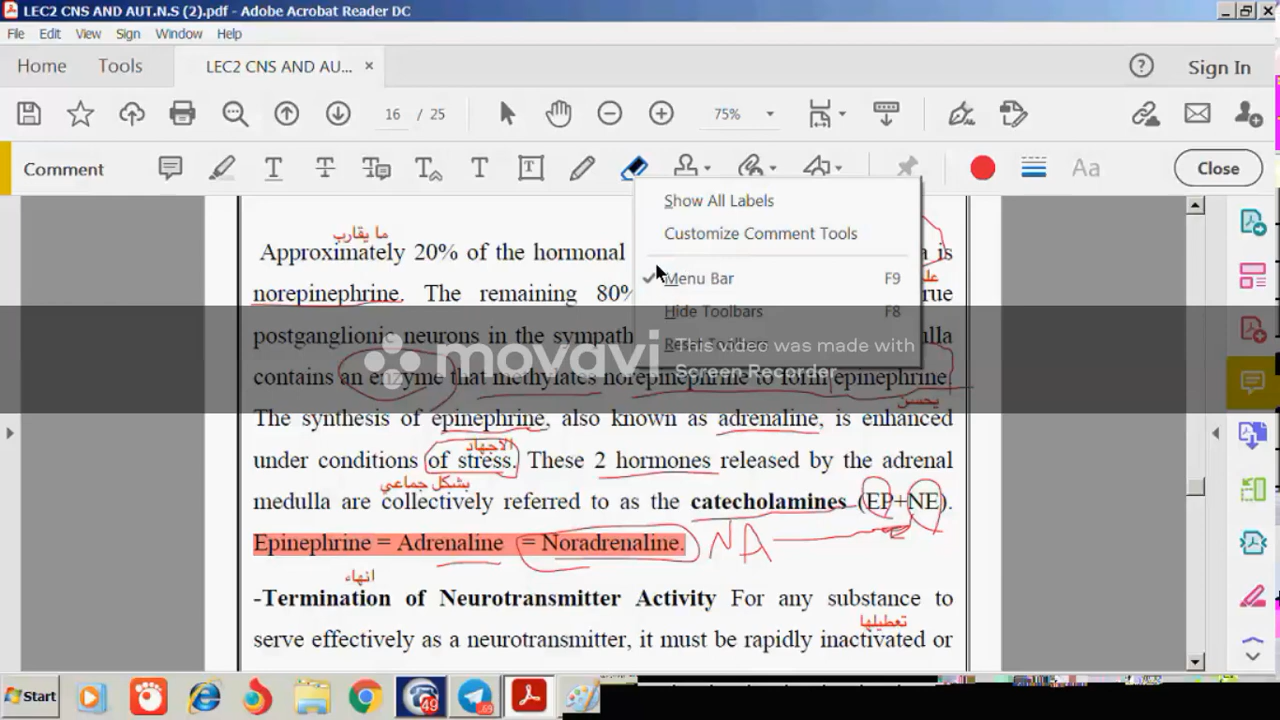 LEC2 CNS AND AUT.N.S (2).pdf - Adobe Acrobat Reader DC
File Edit View Sign Window Help
Home Tools LEC2 CNS AND AU... × Sign In
16 / 25 75%
Comment Close
Show All Labels
Customize Comment Tools
Menu Bar F9
Hide Toolbars F8
ما يقارب
Approximately 20% of the hormonal is
norepinephrine. The remaining 80%
postganglionic neurons in the sympath
movavi This video was made with
Screen Recorder
contains an enzyme that methylates norepinephrine to form epinephrine.
يحسن
The synthesis of epinephrine, also known as adrenaline, is enhanced
الاجهاد
under conditions of stress. These 2 hormones released by the adrenal
بشكل جماعي
medulla are collectively referred to as the catecholamines (EP+NE).
Epinephrine = Adrenaline = Noradrenaline. NA
انهاء
-Termination of Neurotransmitter Activity For any substance to
تعطيلها
serve effectively as a neurotransmitter, it must be rapidly inactivated or
Start 49 69